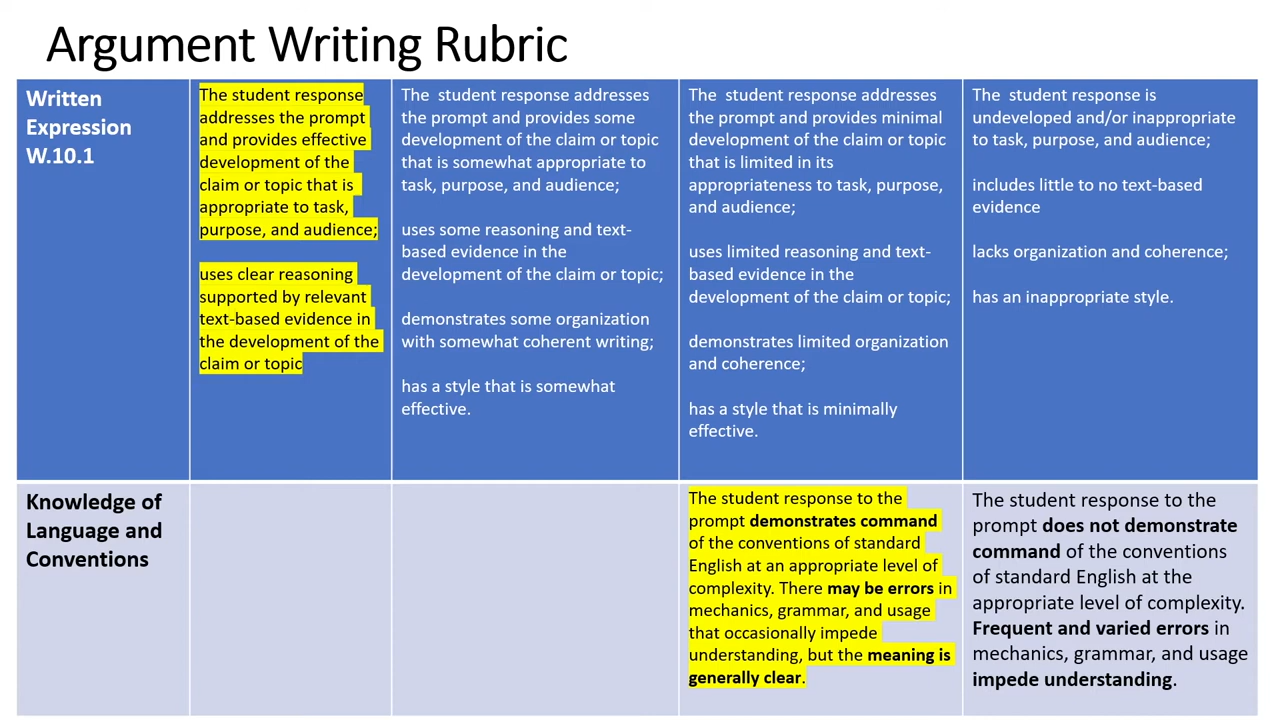 Argument Writing Rubric
Written
Expression
W.10.1
The student response
addresses the prompt
and provides effective
development of the
claim or topic that is
appropriate to task,
purpose, and audience;
uses clear reasoning
supported by relevant
text-based evidence in
the development of the
claim or topic
The  student response addresses
the prompt and provides some
development of the claim or topic
that is somewhat appropriate to
task, purpose, and audience;
uses some reasoning and text-
based evidence in the
development of the claim or topic;
demonstrates some organization
with somewhat coherent writing;
has a style that is somewhat
effective.
The  student response addresses
the prompt and provides minimal
development of the claim or topic
that is limited in its
appropriateness to task, purpose,
and audience;
uses limited reasoning and text-
based evidence in the
development of the claim or topic;
demonstrates limited organization
and coherence;
has a style that is minimally
effective.
The  student response is
undeveloped and/or inappropriate
to task, purpose, and audience;
includes little to no text-based
evidence
lacks organization and coherence;
has an inappropriate style.
Knowledge of
Language and
Conventions
The student response to the
prompt demonstrates command
of the conventions of standard
English at an appropriate level of
complexity. There may be errors in
mechanics, grammar, and usage
that occasionally impede
understanding, but the meaning is
generally clear.
The student response to the
prompt does not demonstrate
command of the conventions
of standard English at the
appropriate level of complexity.
Frequent and varied errors in
mechanics, grammar, and usage
impede understanding.